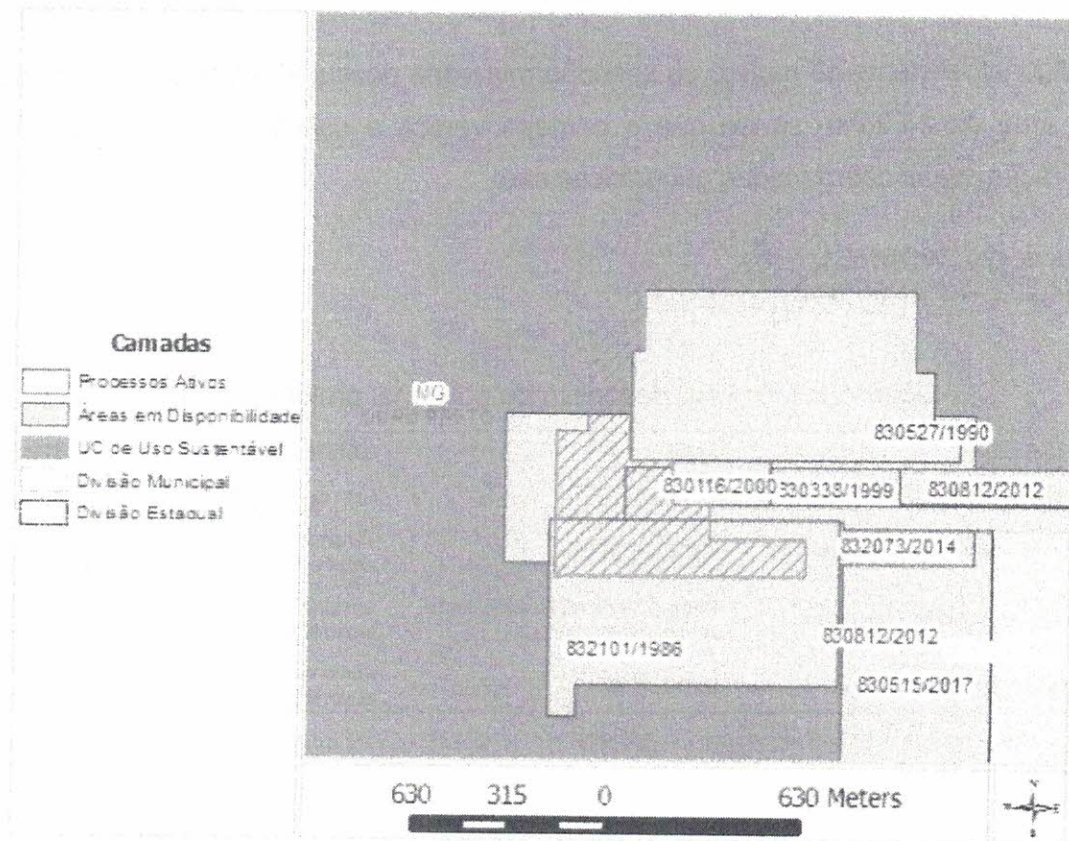 Camadas
Processos Ativos
Áreas em Disponibilidade
UC de Uso Sustentável
Divisão Municipal
Divisão Estadual
MG
830527/1990
830116/2000
830338/1999
830812/2012
832073/2014
832101/1986
830812/2012
830515/2017
630 315 0 630 Meters
N
E
S